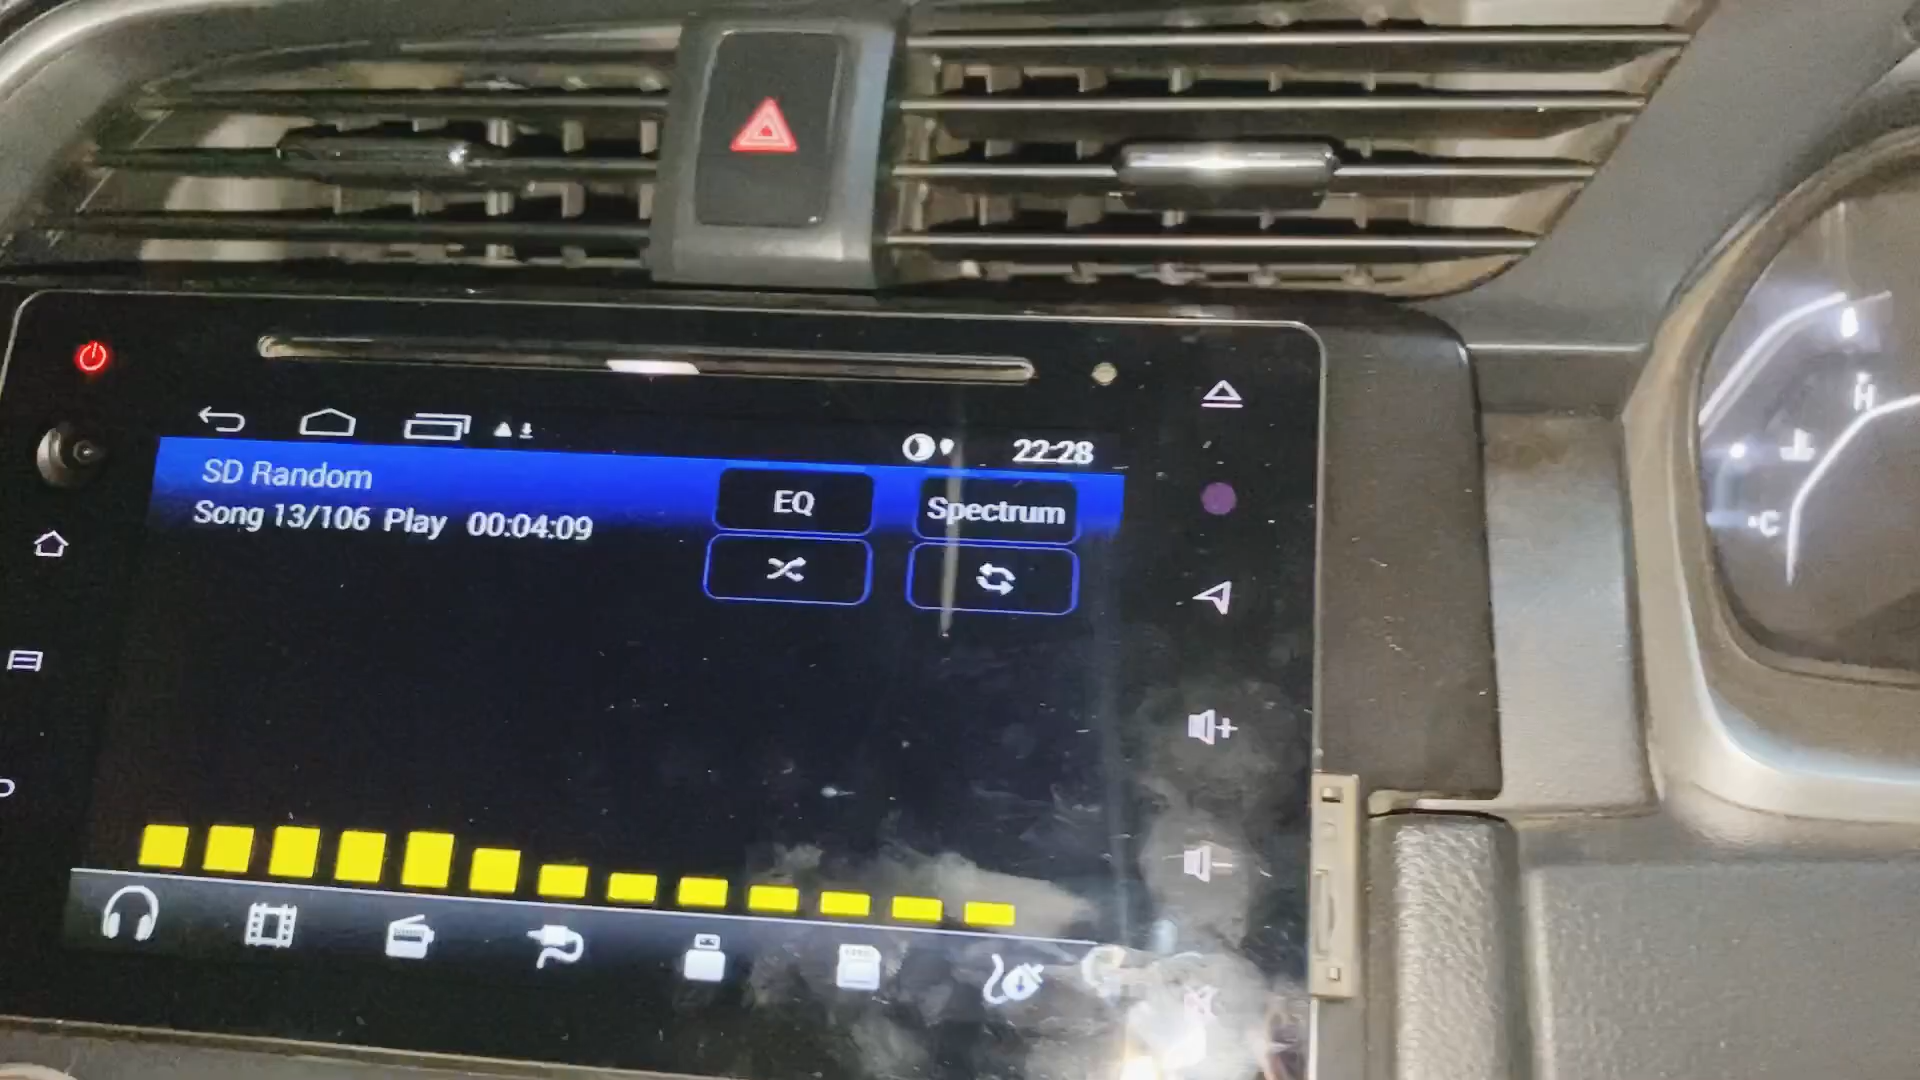 22:28
SD Random
Song 13/106 Play 00:04:09
EQ
Spectrum
H
°C